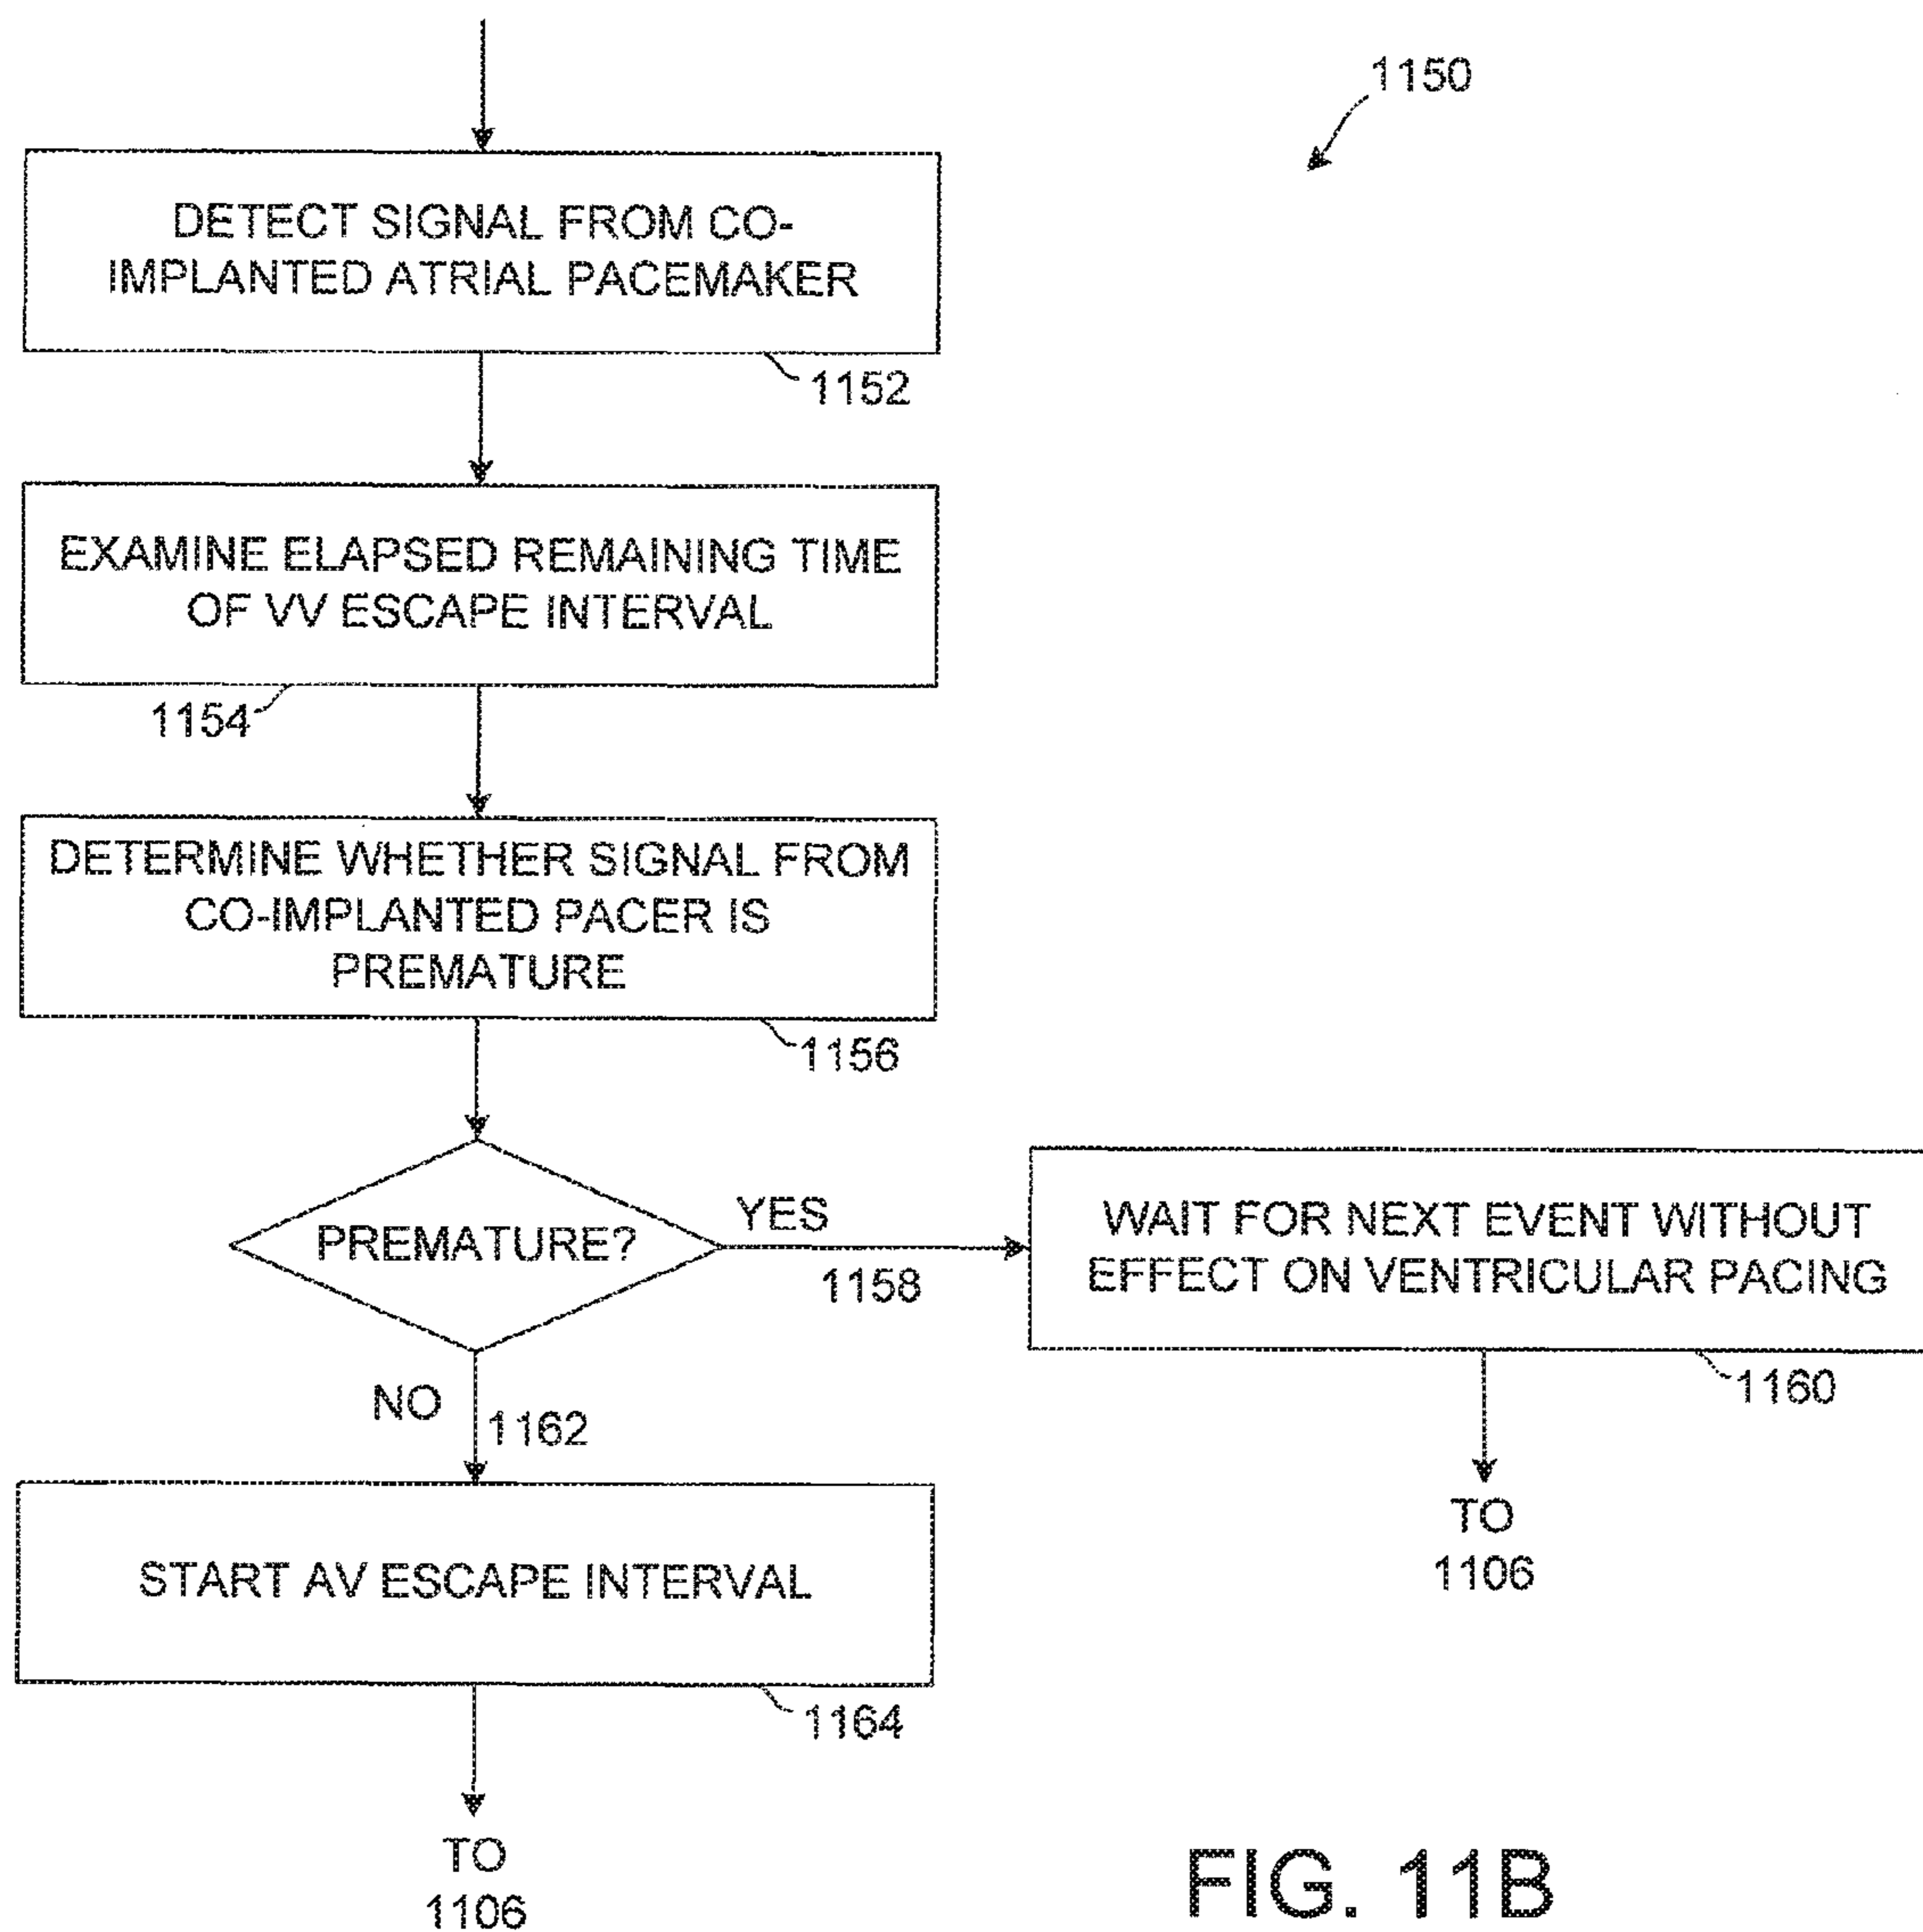 1150
DETECT SIGNAL FROM CO-
IMPLANTED ATRIAL PACEMAKER
1152
EXAMINE ELAPSED REMAINING TIME
OF VV ESCAPE INTERVAL
1154
DETERMINE WHETHER SIGNAL FROM
CO-IMPLANTED PACER IS
PREMATURE
1156
PREMATURE?
YES
1158
WAIT FOR NEXT EVENT WITHOUT
EFFECT ON VENTRICULAR PACING
1160
TO
1106
NO
1162
START AV ESCAPE INTERVAL
1164
TO
1106
FIG. 11B